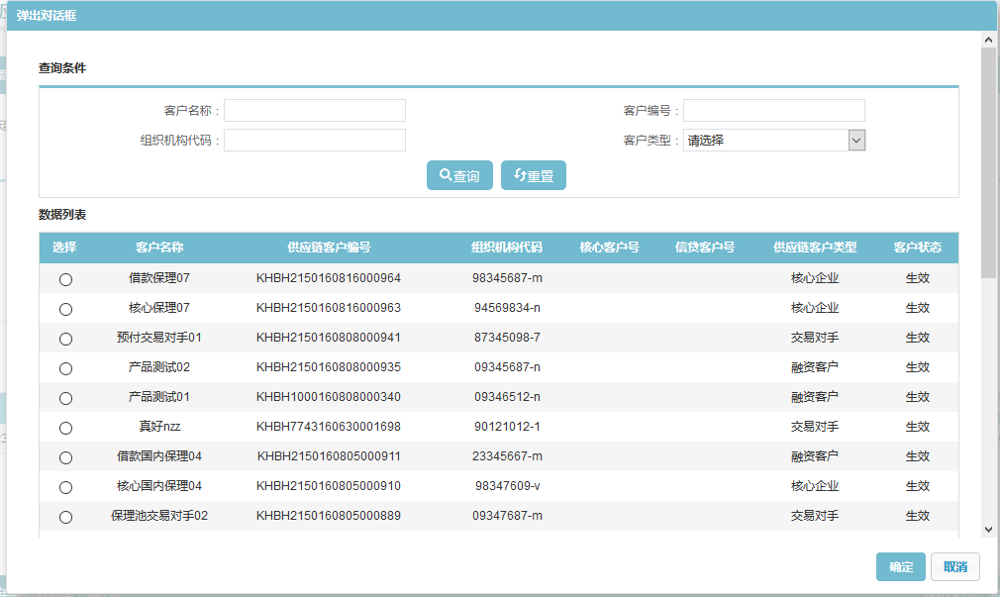 弹出对话框
查询条件
客户名称： 客户编号：
组织机构代码： 客户类型： 请选择
查询 重置
数据列表
选择 客户名称 供应链客户编号 组织机构代码 核心客户号 信贷客户号 供应链客户类型 客户状态
借款保理07 KHBH2150160816000964 98345687-m 核心企业 生效
核心保理07 KHBH2150160816000963 94569834-n 核心企业 生效
预付交易对手01 KHBH2150160808000941 87345098-7 交易对手 生效
产品测试02 KHBH2150160808000935 09345687-n 融资客户 生效
产品测试01 KHBH1000160808000340 09346512-n 融资客户 生效
真好nzz KHBH7743160630001698 90121012-1 交易对手 生效
借款国内保理04 KHBH2150160805000911 23345667-m 融资客户 生效
核心国内保理04 KHBH2150160805000910 98347609-v 核心企业 生效
保理池交易对手02 KHBH2150160805000889 09347687-m 交易对手 生效
确定 取消